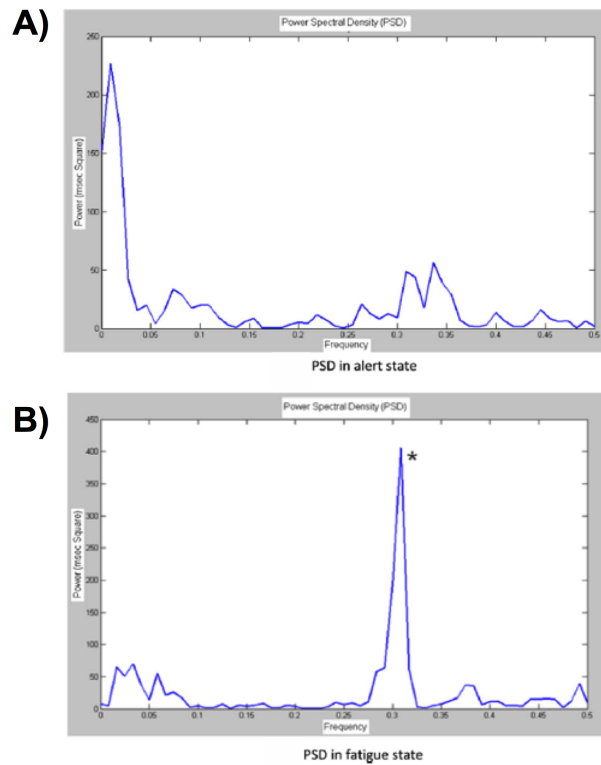 A)
Power Spectral Density (PSD)
250
200
150
100
50
0
Power (msec Square)
0 0.05 0.1 0.15 0.2 0.25 0.3 0.35 0.4 0.45 0.5
Frequency
PSD in alert state
B)
Power Spectral Density (PSD)
450
400
350
300
250
200
150
100
50
0
Power (msec Square)
*
0 0.05 0.1 0.15 0.2 0.25 0.3 0.35 0.4 0.45 0.5
Frequency
PSD in fatigue state